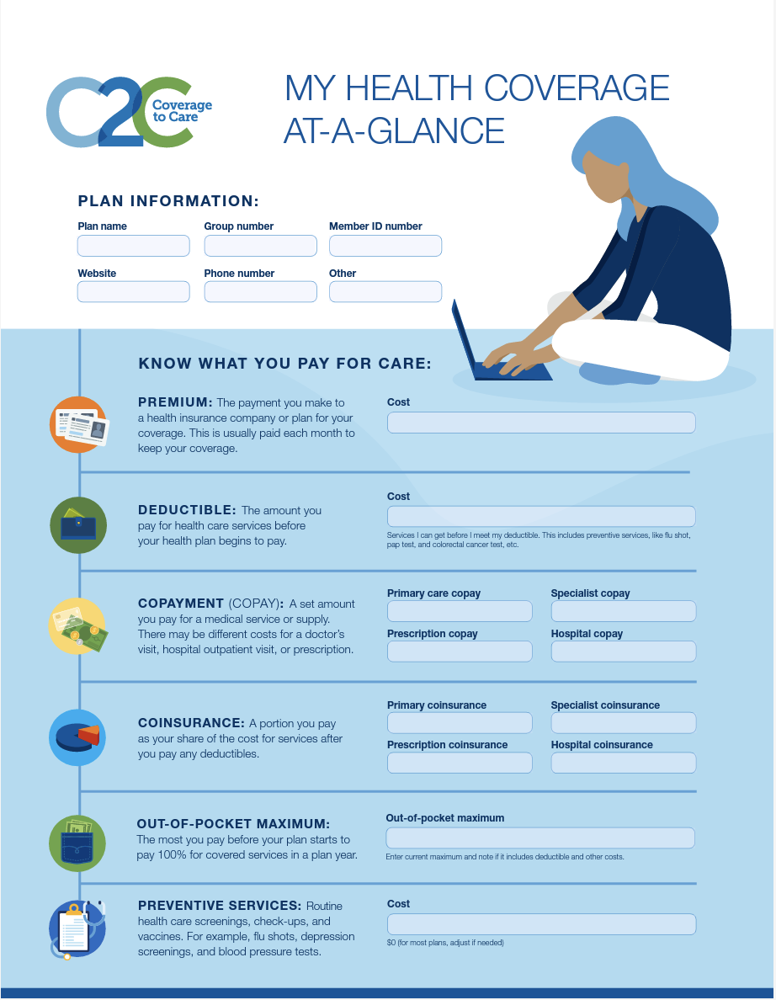 C2C
Coverage
to Care
MY HEALTH COVERAGE
AT-A-GLANCE
PLAN INFORMATION:
Plan name
Group number
Member ID number
Website
Phone number
Other
KNOW WHAT YOU PAY FOR CARE:
PREMIUM: The payment you make to
a health insurance company or plan for your
coverage. This is usually paid each month to
keep your coverage.
Cost
DEDUCTIBLE: The amount you
pay for health care services before
your health plan begins to pay.
Cost
Services I can get before I meet my deductible. This includes preventive services, like flu shot,
pap test, and colorectal cancer test, etc.
COPAYMENT (COPAY): A set amount
you pay for a medical service or supply.
There may be different costs for a doctor’s
visit, hospital outpatient visit, or prescription.
Primary care copay
Specialist copay
Prescription copay
Hospital copay
COINSURANCE: A portion you pay
as your share of the cost for services after
you pay any deductibles.
Primary coinsurance
Specialist coinsurance
Prescription coinsurance
Hospital coinsurance
OUT-OF-POCKET MAXIMUM:
The most you pay before your plan starts to
pay 100% for covered services in a plan year.
Out-of-pocket maximum
Enter current maximum and note if it includes deductible and other costs.
PREVENTIVE SERVICES: Routine
health care screenings, check-ups, and
vaccines. For example, flu shots, depression
screenings, and blood pressure tests.
Cost
$0 (for most plans, adjust if needed)